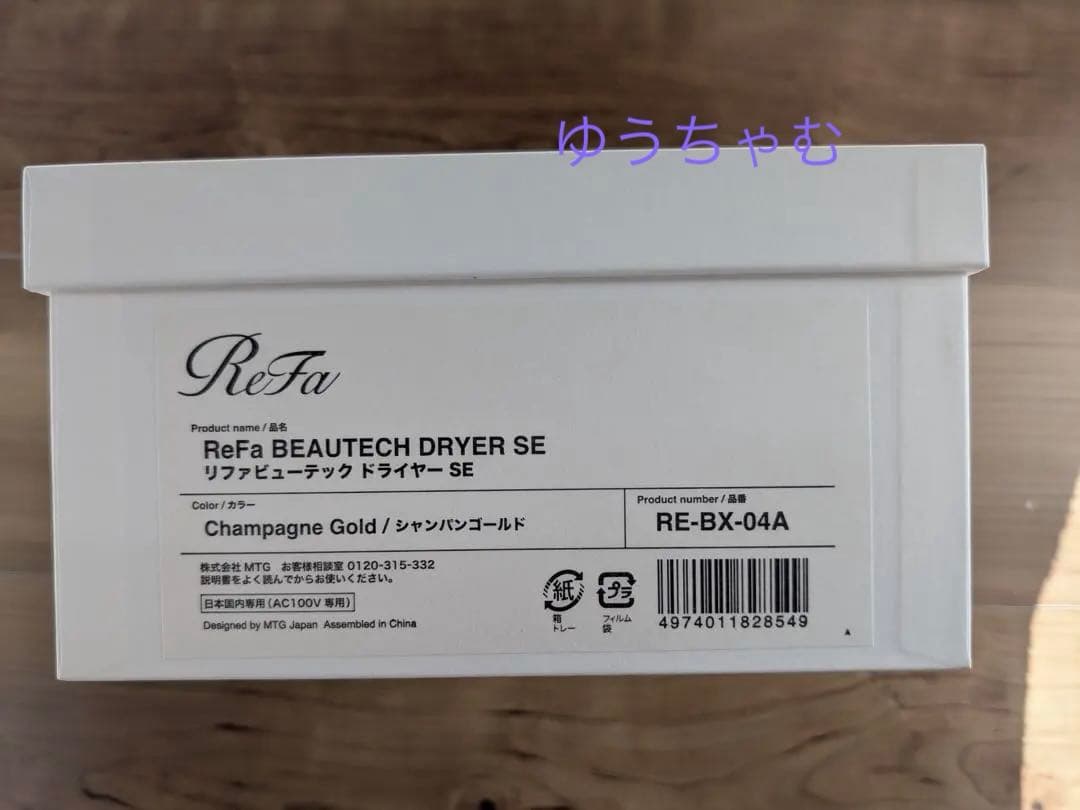 ゆうちゃむ
ReFa
Product name / 品名
ReFa BEAUTECH DRYER SE
リファビューテック ドライヤー SE
Color / カラー
Champagne Gold / シャンパンゴールド
Product number / 品番
RE-BX-04A
株式会社 MTG お客様相談室 0120-315-332
説明書をよく読んでからお使いください。
日本国内専用(AC100V 専用)
Designed by MTG Japan Assembled in China
紙
箱
トレー
プラ
フィルム
袋
4974011828549